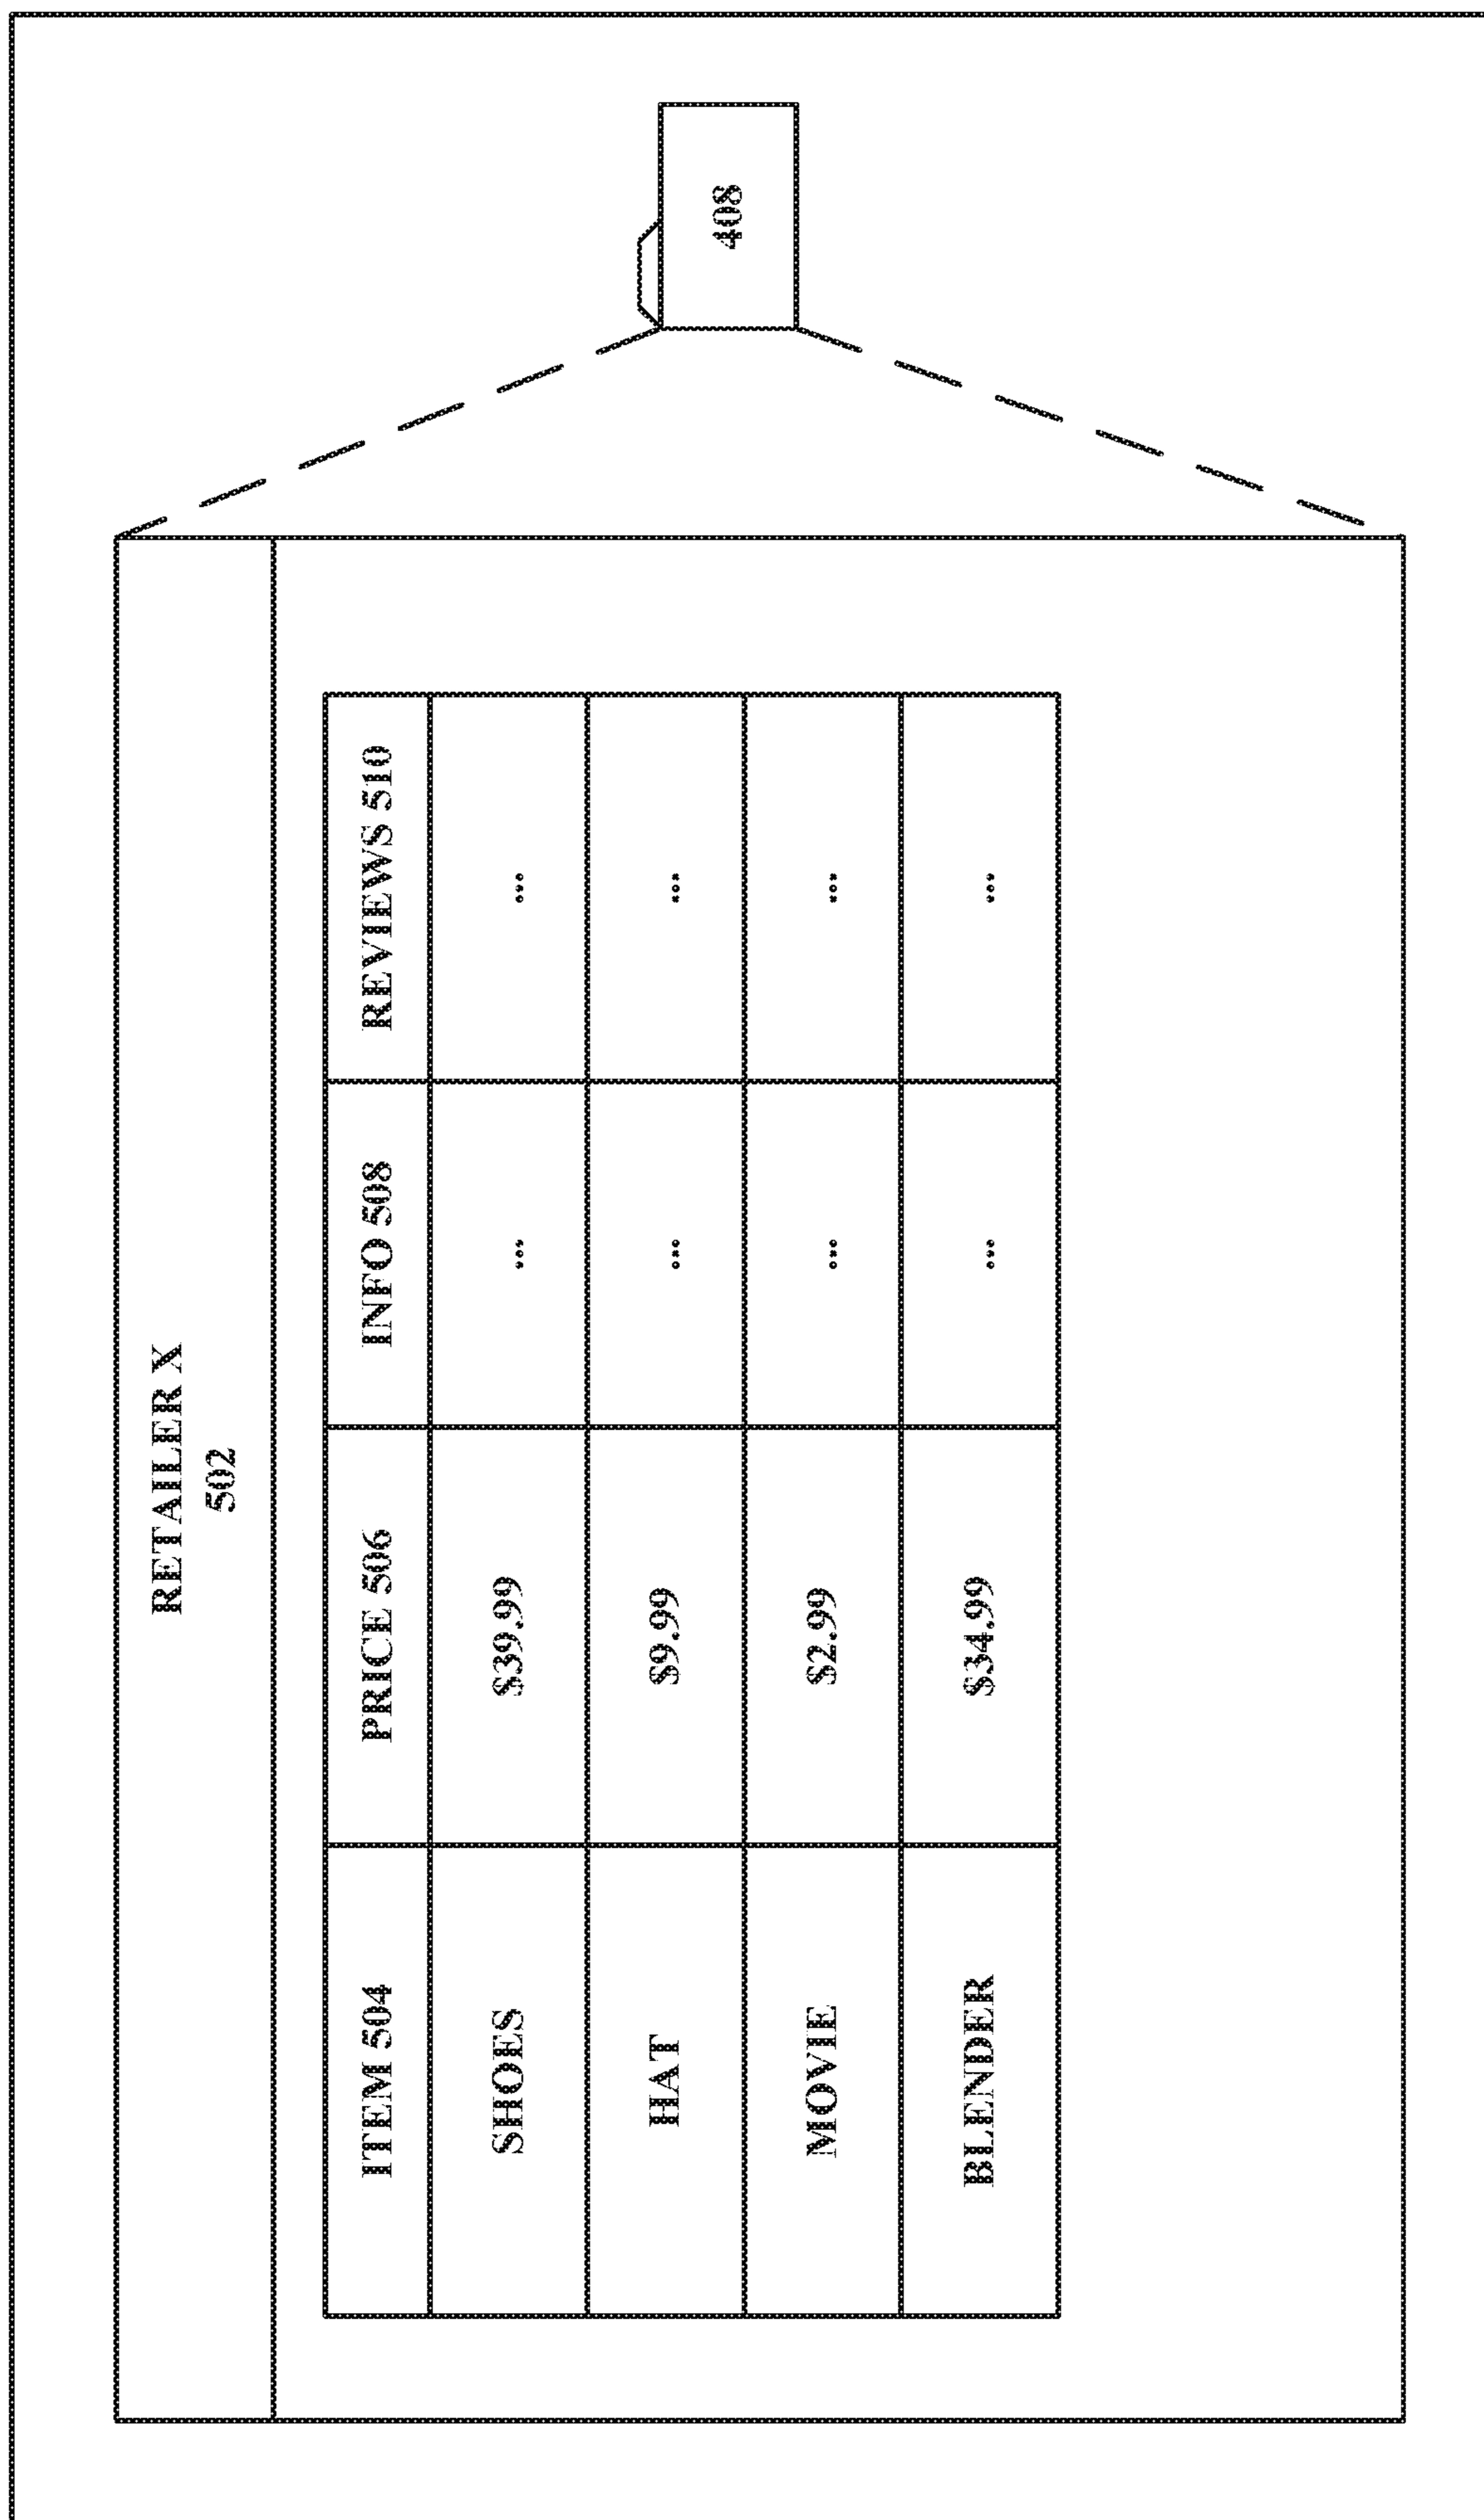 RETAILER X
502
ITEM 504 PRICE 506 INFO 508 REVIEWS 510
SHOES $39.99 ... ...
HAT $9.99 ... ...
MOVIE $2.99 ... ...
BLENDER $34.99 ... ...
408